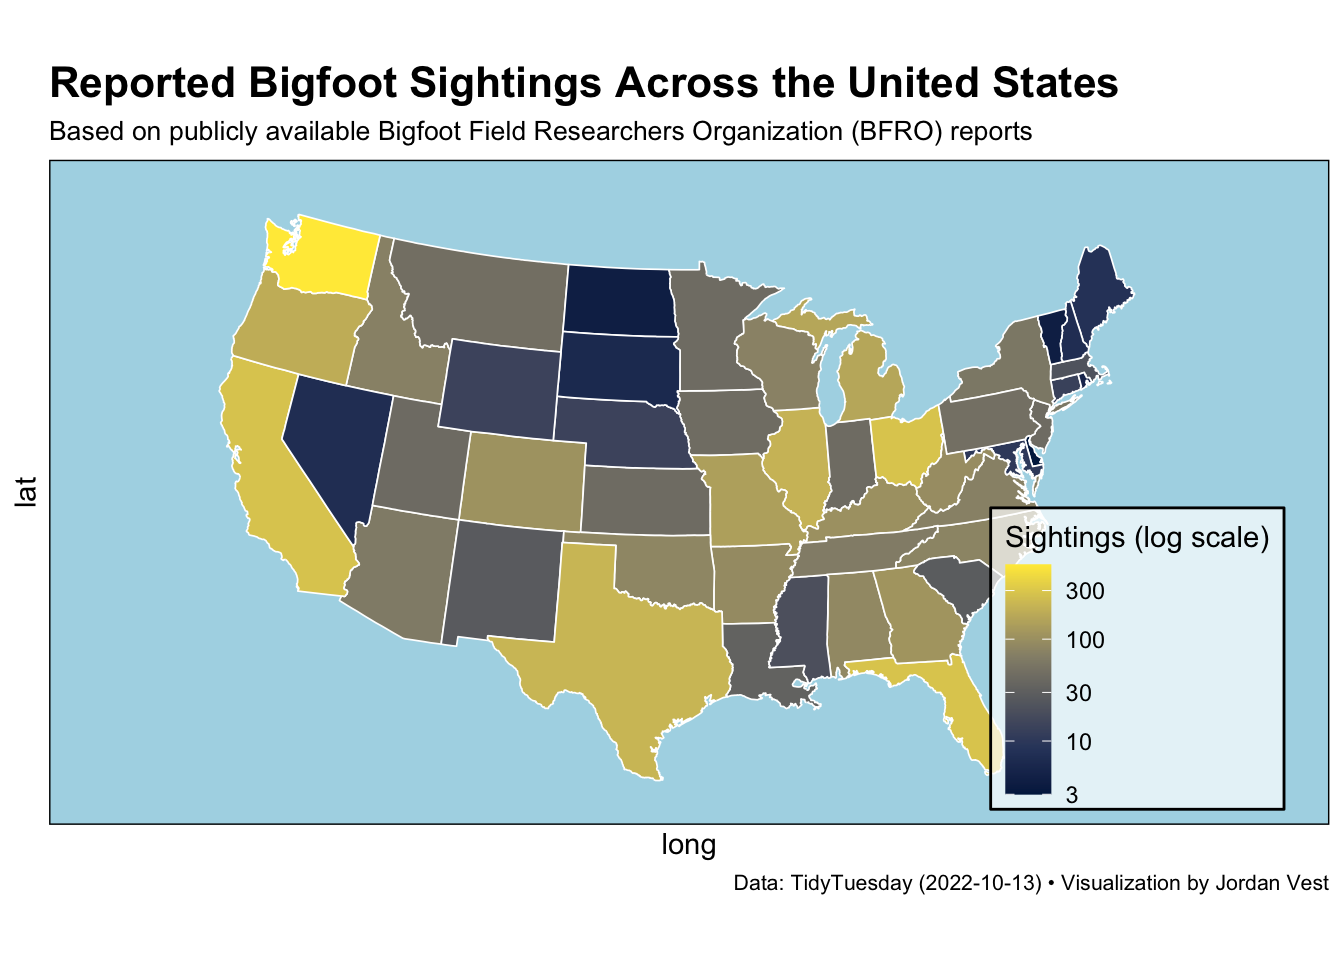 Reported Bigfoot Sightings Across the United States
Based on publicly available Bigfoot Field Researchers Organization (BFRO) reports
lat
Sightings (log scale)
300
100
30
10
3
long
Data: TidyTuesday (2022-10-13) • Visualization by Jordan Vest